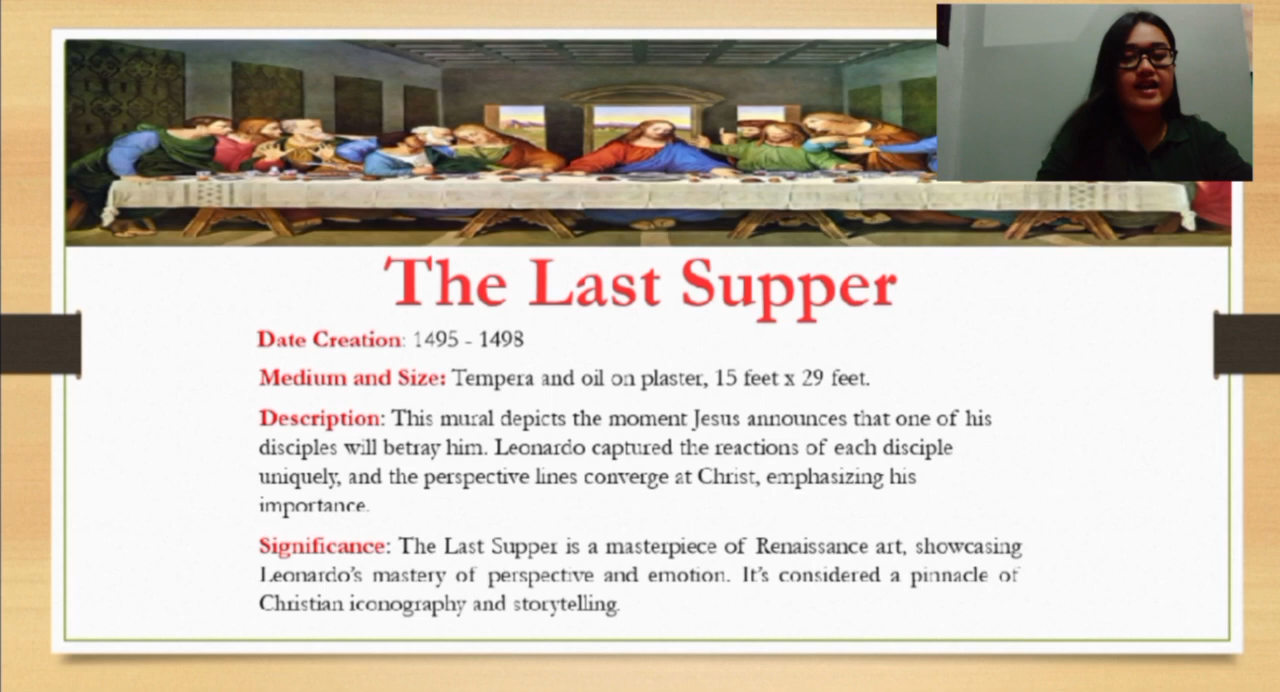 The Last Supper
Date Creation: 1495 - 1498
Medium and Size: Tempera and oil on plaster, 15 feet x 29 feet.
Description: This mural depicts the moment Jesus announces that one of his
disciples will betray him. Leonardo captured the reactions of each disciple
uniquely, and the perspective lines converge at Christ, emphasizing his
importance.
Significance: The Last Supper is a masterpiece of Renaissance art, showcasing
Leonardo's mastery of perspective and emotion. It's considered a pinnacle of
Christian iconography and storytelling.